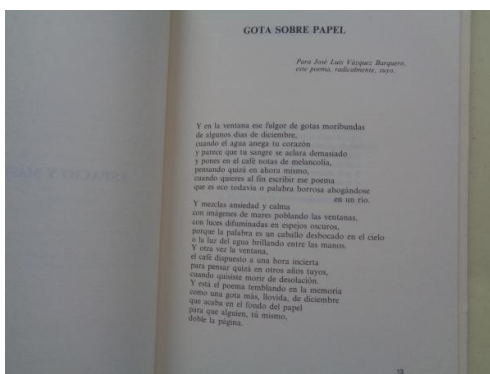 GOTA SOBRE PAPEL
Para José Luis Vázquez Barquero,
este poema, radicalmente, suyo.
Y en la ventana ese fulgor de gotas moribundas
de algunos días de diciembre,
cuando el agua anega tu corazón
y parece que tu sangre se aclara demasiado
y pones en el café notas de melancolía,
pensando quizá en ahora mismo,
cuando quieres al fin escribir ese poema
que es eco todavía o palabra borrosa ahogándose
en un río.
Y mezclas ansiedad y calma
con imágenes de mares poblando las ventanas,
con luces difuminadas en espejos oscuros,
porque la palabra es un caballo desbocado en el cielo
o la luz del agua brillando entre las manos.
Y otra vez la ventana,
el café dispuesto a una hora incierta
para pensar quizá en otros años tuyos,
cuando quisiste morir de desolación.
Y está el poema temblando en la memoria
como una gota más, llovida, de diciembre
que acaba en el fondo del papel
para que alguien, tú mismo,
doble la página.